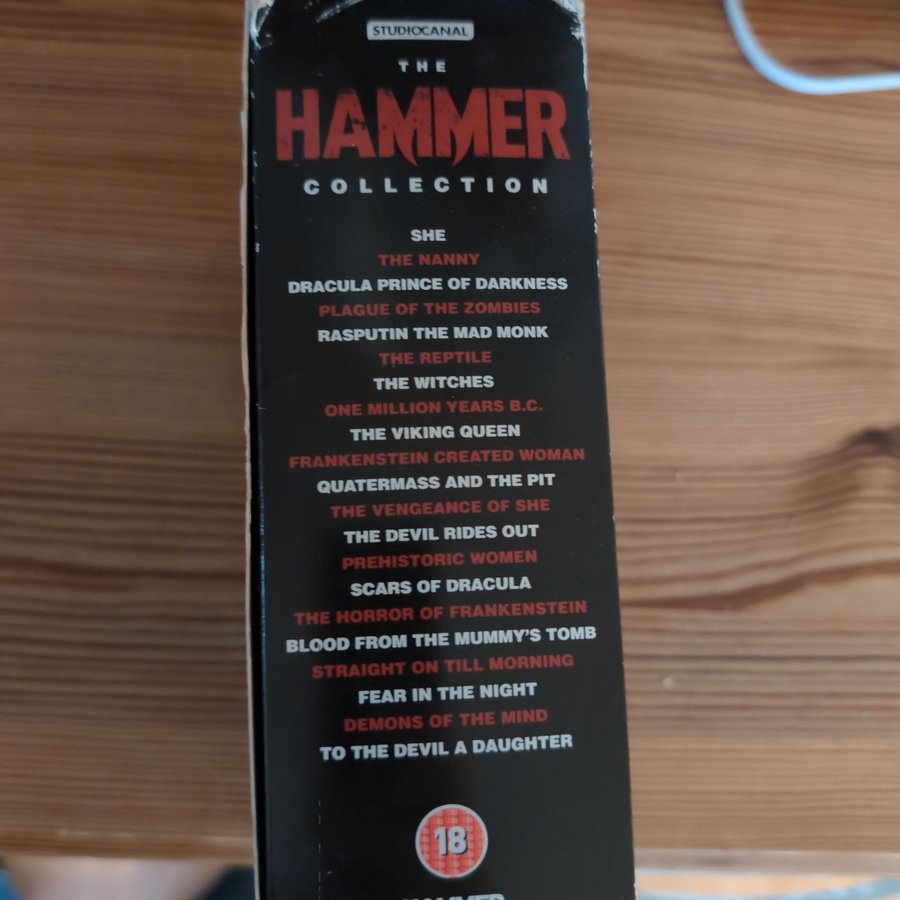 STUDIOCANAL
THE
HAMMER
COLLECTION
SHE
THE NANNY
DRACULA PRINCE OF DARKNESS
PLAGUE OF THE ZOMBIES
RASPUTIN THE MAD MONK
THE REPTILE
THE WITCHES
ONE MILLION YEARS B.C.
THE VIKING QUEEN
FRANKENSTEIN CREATED WOMAN
QUATERMASS AND THE PIT
THE VENGEANCE OF SHE
THE DEVIL RIDES OUT
PREHISTORIC WOMEN
SCARS OF DRACULA
THE HORROR OF FRANKENSTEIN
BLOOD FROM THE MUMMY'S TOMB
STRAIGHT ON TILL MORNING
FEAR IN THE NIGHT
DEMONS OF THE MIND
TO THE DEVIL A DAUGHTER
18
HAMMER